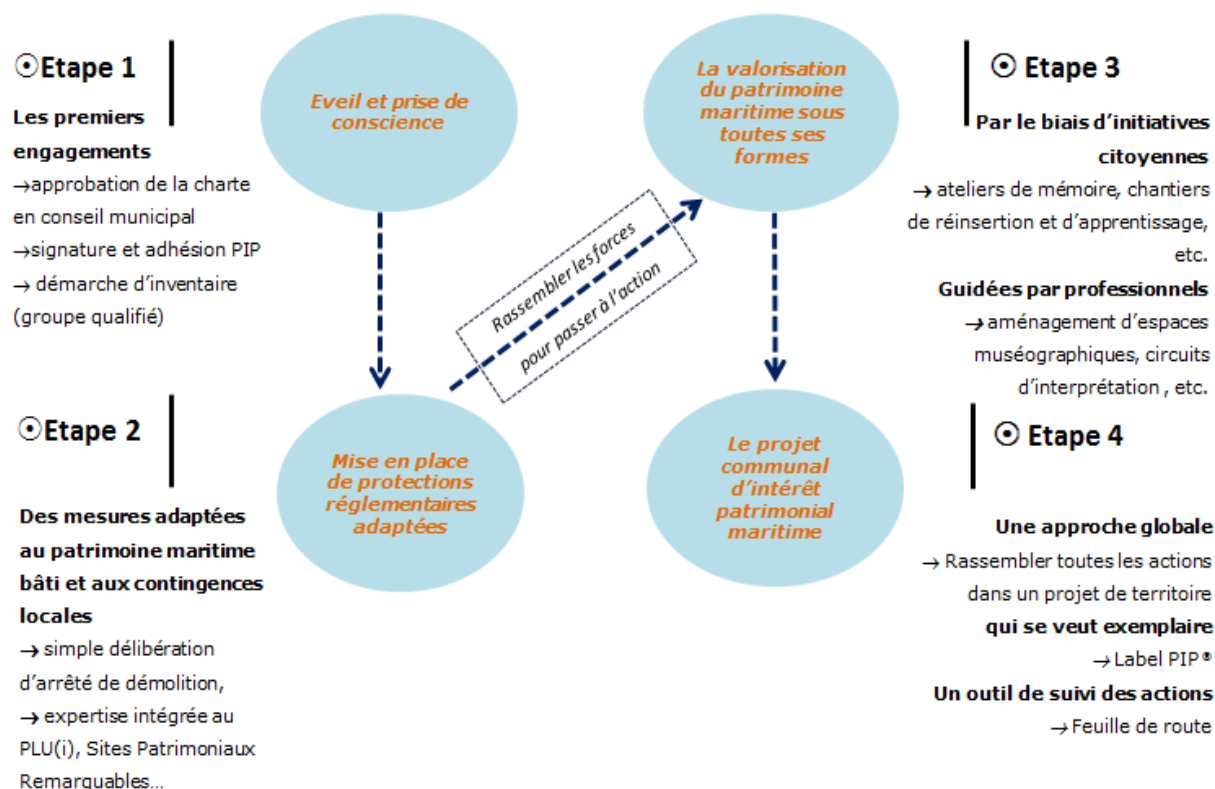 ⦿Etape 1
Les premiers
engagements
→approbation de la charte
en conseil municipal
→signature et adhésion PIP
→ démarche d’inventaire
(groupe qualifié)
Eveil et prise de
conscience
⦿Etape 2
Des mesures adaptées
au patrimoine maritime
bâti et aux contingences
locales
→ simple délibération
d’arrêté de démolition,
→ expertise intégrée au
PLU(i), Sites Patrimoniaux
Remarquables…
Mise en place
de protections
réglementaires
adaptées
Rassembler les forces
pour passer à l’action
La valorisation
du patrimoine
maritime sous
toutes ses
formes
⦿ Etape 3
Par le biais d’initiatives
citoyennes
→ ateliers de mémoire, chantiers
de réinsertion et d’apprentissage,
etc.
Guidées par professionnels
→ aménagement d’espaces
muséographiques, circuits
d’interprétation , etc.
Le projet
communal
d’intérêt
patrimonial
maritime
⦿ Etape 4
Une approche globale
→ Rassembler toutes les actions
dans un projet de territoire
qui se veut exemplaire
→ Label PIP®
Un outil de suivi des actions
→ Feuille de route